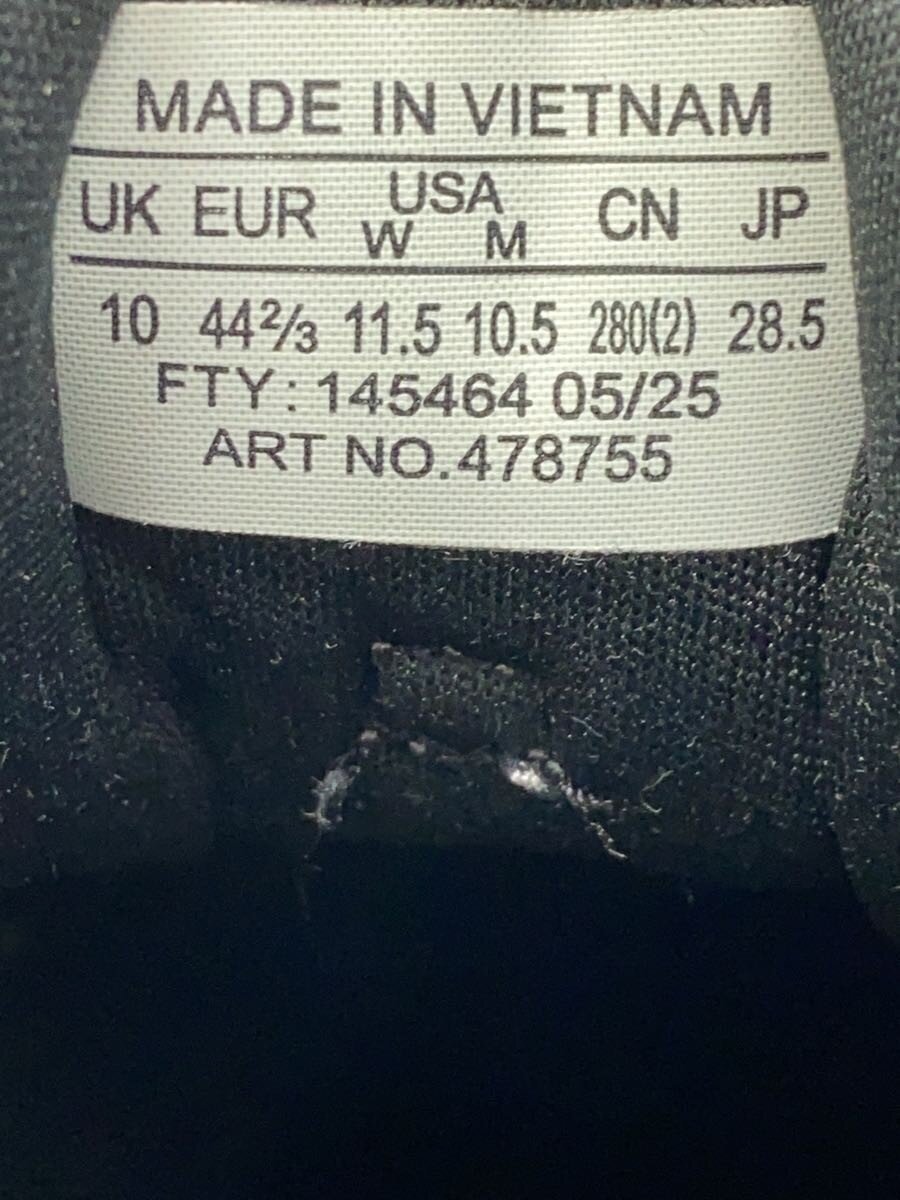 MADE IN VIETNAM
UK EUR USA W M CN JP
10 44⅔ 11.5 10.5 280(2) 28.5
FTY: 145464 05/25
ART NO.478755